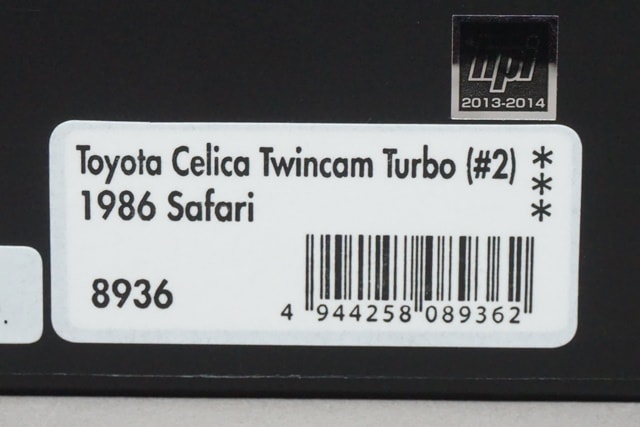 hpi
2013-2014
Toyota Celica Twincam Turbo (#2) ***
1986 Safari
8936
4 944258 089362
.